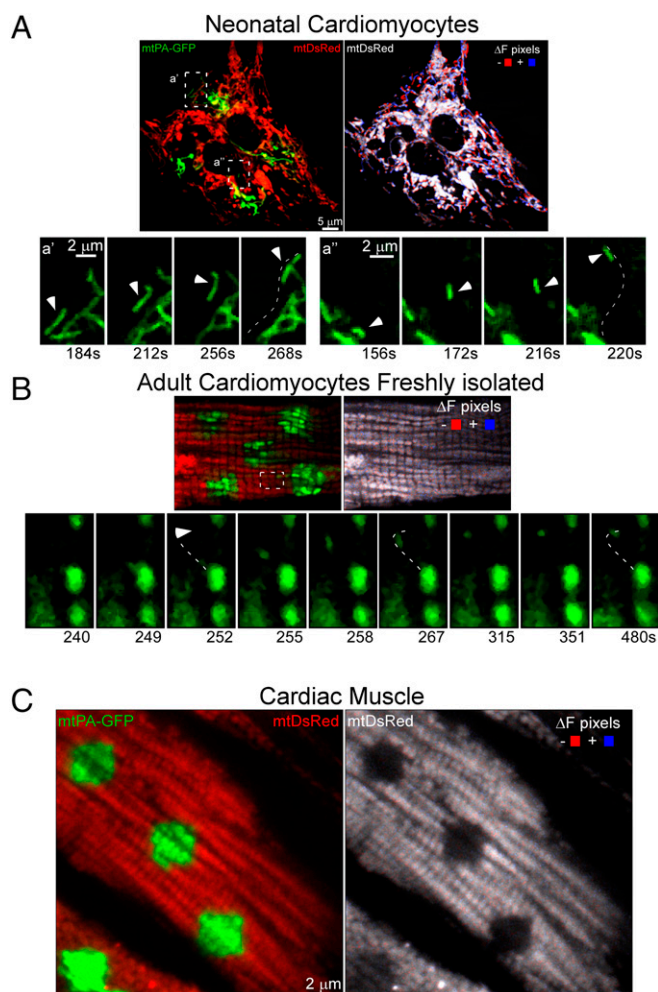 A
Neonatal Cardiomyocytes
mtPA-GFP mtDsRed mtDsRed ΔF pixels
- +
a'
a''
5 μm
a' 2 μm a'' 2 μm
184s 212s 256s 268s 156s 172s 216s 220s
B
Adult Cardiomyocytes Freshly isolated
ΔF pixels
- +
240 249 252 255 258 267 315 351 480s
C
Cardiac Muscle
mtPA-GFP mtDsRed mtDsRed ΔF pixels
- +
2 μm